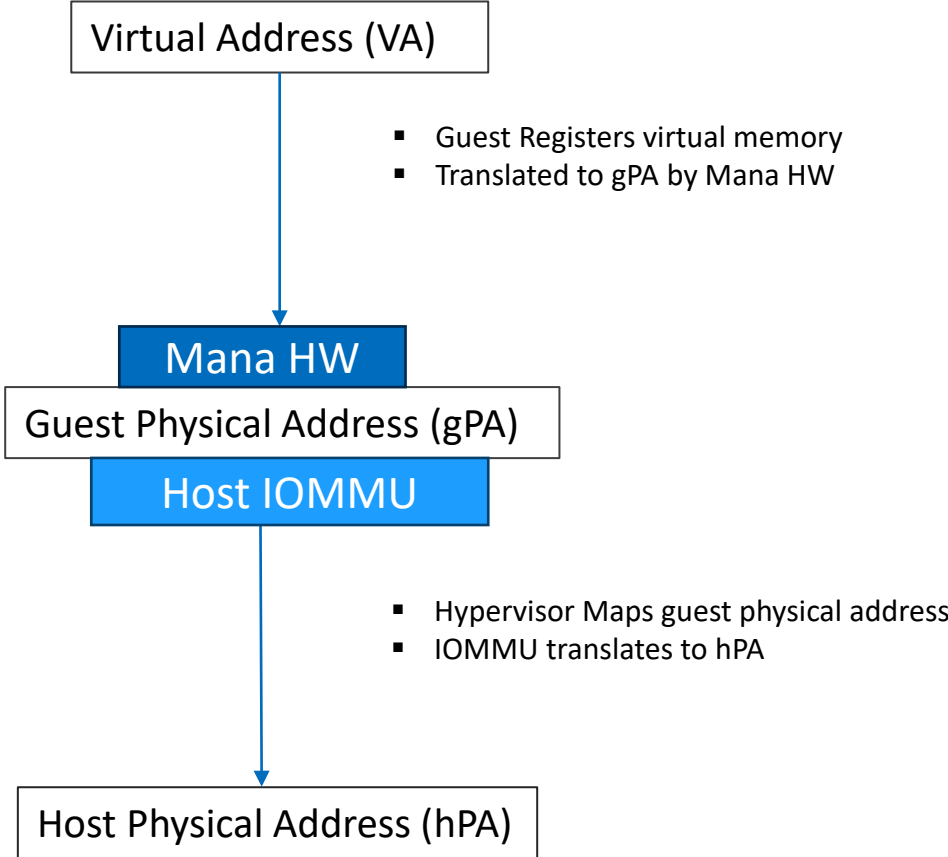 Virtual Address (VA)
▪ Guest Registers virtual memory
▪ Translated to gPA by Mana HW
Mana HW
Guest Physical Address (gPA)
Host IOMMU
▪ Hypervisor Maps guest physical address
▪ IOMMU translates to hPA
Host Physical Address (hPA)